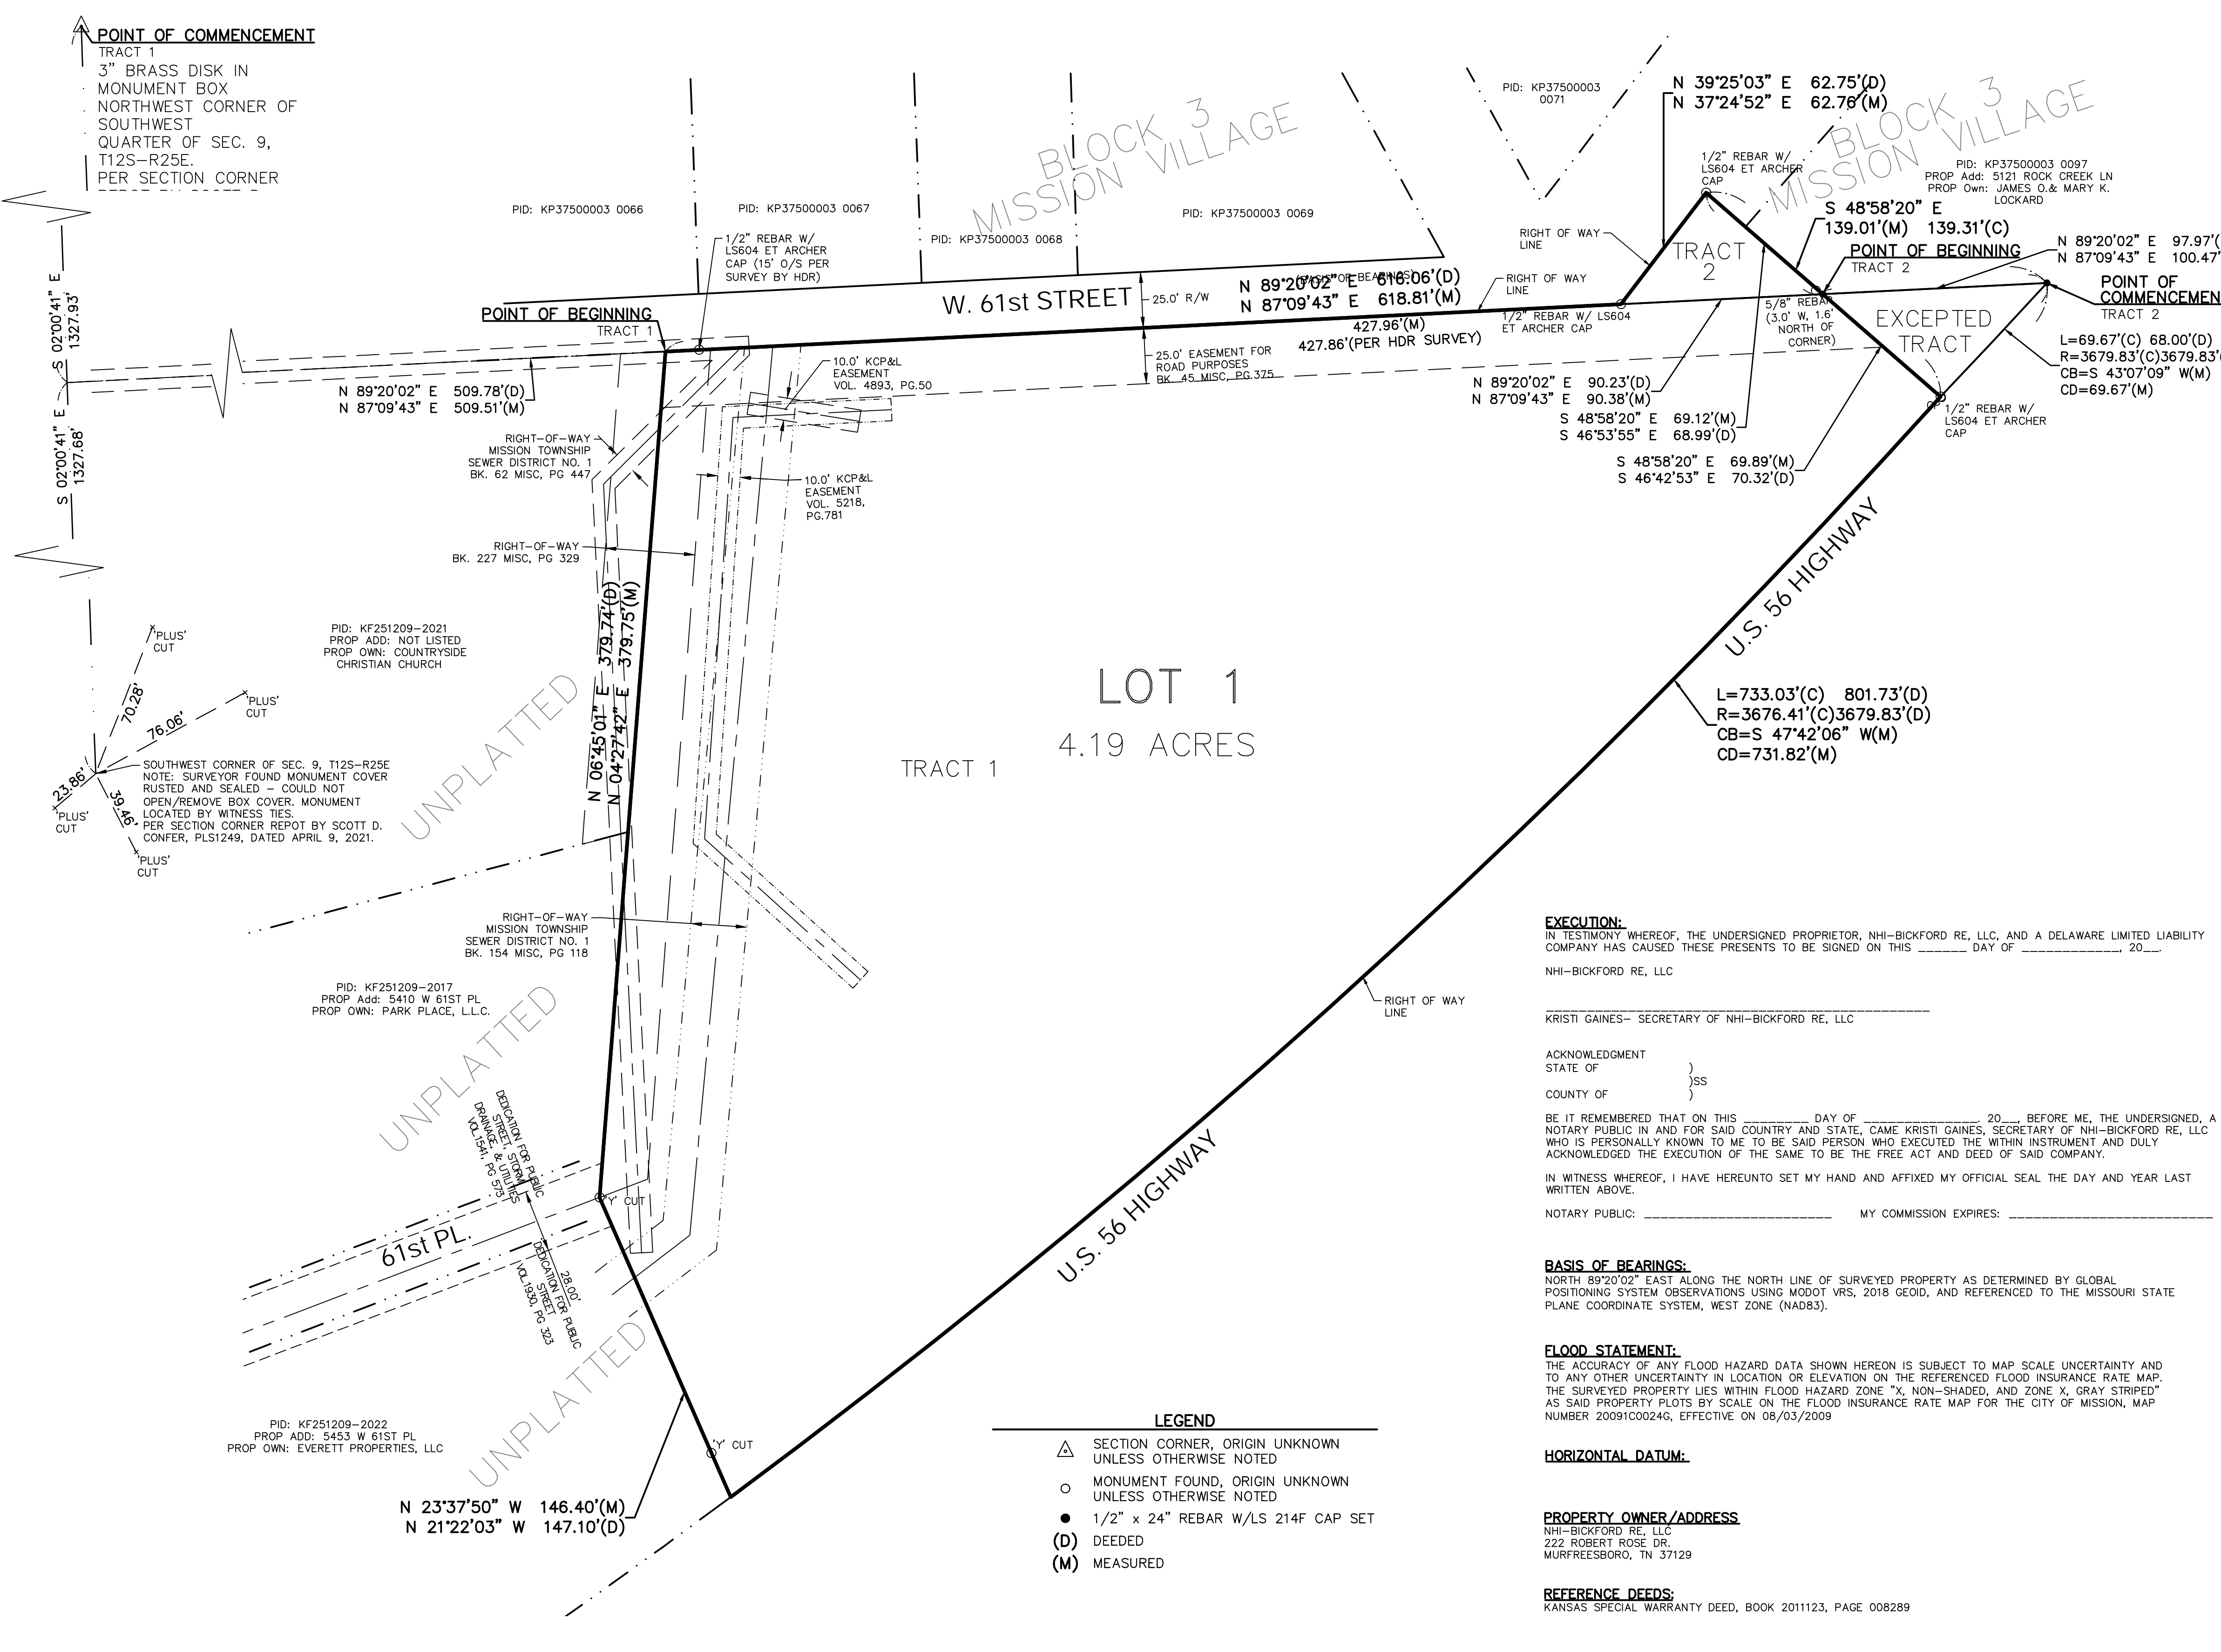 POINT OF COMMENCEMENT
TRACT 1
3" BRASS DISK IN
MONUMENT BOX
NORTHWEST CORNER OF
SOUTHWEST
QUARTER OF SEC. 9,
T12S-R25E.
PER SECTION CORNER
S 02°00'41" E
1327.93'
S 02°00'41" E
1327.68'
PID: KP37500003 0066
PID: KP37500003 0067
PID: KP37500003 0068
PID: KP37500003 0069
PID: KP37500003
0071
BLOCK 3
MISSION VILLAGE
BLOCK 3
MISSION VILLAGE
N 39°25'03" E 62.75'(D)
N 37°24'52" E 62.76'(M)
1/2" REBAR W/
LS604 ET ARCHER
CAP
PID: KP37500003 0097
PROP Add: 5121 ROCK CREEK LN
PROP Own: JAMES O.& MARY K.
LOCKARD
S 48°58'20" E
139.01'(M) 139.31'(C)
POINT OF BEGINNING
TRACT 2
N 89°20'02" E 97.97'(
N 87°09'43" E 100.47'
POINT OF
COMMENCEMEN
TRACT 2
RIGHT OF WAY
LINE
TRACT
2
1/2" REBAR W/
LS604 ET ARCHER
CAP (15' O/S PER
SURVEY BY HDR)
POINT OF BEGINNING
TRACT 1
W. 61st STREET
25.0' R/W
(BASIS OF BEARINGS)
N 89°20'02" E 616.06'(D)
N 87°09'43" E 618.81'(M)
RIGHT OF WAY
LINE
427.96'(M)
427.86'(PER HDR SURVEY)
1/2" REBAR W/ LS604
ET ARCHER CAP
5/8" REBAR
(3.0' W, 1.6'
NORTH OF
CORNER)
EXCEPTED
TRACT
L=69.67'(C) 68.00'(D)
R=3679.83'(C)3679.83'(
CB=S 43°07'09" W(M)
CD=69.67'(M)
25.0' EASEMENT FOR
ROAD PURPOSES
BK. 45 MISC, PG.375
10.0' KCP&L
EASEMENT
VOL. 4893, PG.50
N 89°20'02" E 509.78'(D)
N 87°09'43" E 509.51'(M)
N 89°20'02" E 90.23'(D)
N 87°09'43" E 90.38'(M)
S 48°58'20" E 69.12'(M)
S 46°53'55" E 68.99'(D)
S 48°58'20" E 69.89'(M)
S 46°42'53" E 70.32'(D)
1/2" REBAR W/
LS604 ET ARCHER
CAP
RIGHT-OF-WAY
MISSION TOWNSHIP
SEWER DISTRICT NO. 1
BK. 62 MISC, PG 447
10.0' KCP&L
EASEMENT
VOL. 5218,
PG.781
RIGHT-OF-WAY
BK. 227 MISC, PG 329
U.S. 56 HIGHWAY
N 06°45'01" E 379.74'(D)
N 04°27'42" E 379.75'(M)
PID: KF251209-2021
PROP ADD: NOT LISTED
PROP OWN: COUNTRYSIDE
CHRISTIAN CHURCH
'PLUS'
CUT
70.28'
'PLUS'
CUT
76.06'
UNPLATTED
LOT 1
4.19 ACRES
TRACT 1
L=733.03'(C) 801.73'(D)
R=3676.41'(C)3679.83'(D)
CB=S 47°42'06" W(M)
CD=731.82'(M)
SOUTHWEST CORNER OF SEC. 9, T12S-R25E
NOTE: SURVEYOR FOUND MONUMENT COVER
RUSTED AND SEALED - COULD NOT
OPEN/REMOVE BOX COVER. MONUMENT
LOCATED BY WITNESS TIES.
PER SECTION CORNER REPOT BY SCOTT D.
CONFER, PLS1249, DATED APRIL 9, 2021.
23.86'
'PLUS'
CUT
39.46'
'PLUS'
CUT
RIGHT-OF-WAY
MISSION TOWNSHIP
SEWER DISTRICT NO. 1
BK. 154 MISC, PG 118
PID: KF251209-2017
PROP Add: 5410 W 61ST PL
PROP OWN: PARK PLACE, L.L.C.
UNPLATTED
RIGHT OF WAY
LINE
DEDICATION FOR PUBLIC
STREET, STORM
DRAINAGE, & UTILITIES
VOL.1541, PG 573
'Y' CUT
61st PL.
28.00'
DEDICATION FOR PUBLIC
STREET
VOL.1930, PG 323
U.S. 56 HIGHWAY
UNPLATTED
PID: KF251209-2022
PROP ADD: 5453 W 61ST PL
PROP OWN: EVERETT PROPERTIES, LLC
'Y' CUT
N 23°37'50" W 146.40'(M)
N 21°22'03" W 147.10'(D)
LEGEND
SECTION CORNER, ORIGIN UNKNOWN
UNLESS OTHERWISE NOTED
MONUMENT FOUND, ORIGIN UNKNOWN
UNLESS OTHERWISE NOTED
1/2" x 24" REBAR W/LS 214F CAP SET
(D) DEEDED
(M) MEASURED
EXECUTION:
IN TESTIMONY WHEREOF, THE UNDERSIGNED PROPRIETOR, NHI-BICKFORD RE, LLC, AND A DELAWARE LIMITED LIABILITY
COMPANY HAS CAUSED THESE PRESENTS TO BE SIGNED ON THIS ______ DAY OF ____________, 20__.
NHI-BICKFORD RE, LLC
KRISTI GAINES- SECRETARY OF NHI-BICKFORD RE, LLC
ACKNOWLEDGMENT
STATE OF )
)SS
COUNTY OF )
BE IT REMEMBERED THAT ON THIS ________ DAY OF ______________. 20__, BEFORE ME, THE UNDERSIGNED, A
NOTARY PUBLIC IN AND FOR SAID COUNTRY AND STATE, CAME KRISTI GAINES, SECRETARY OF NHI-BICKFORD RE, LLC
WHO IS PERSONALLY KNOWN TO ME TO BE SAID PERSON WHO EXECUTED THE WITHIN INSTRUMENT AND DULY
ACKNOWLEDGED THE EXECUTION OF THE SAME TO BE THE FREE ACT AND DEED OF SAID COMPANY.
IN WITNESS WHEREOF, I HAVE HEREUNTO SET MY HAND AND AFFIXED MY OFFICIAL SEAL THE DAY AND YEAR LAST
WRITTEN ABOVE.
NOTARY PUBLIC: _______________________ MY COMMISSION EXPIRES: _________________________
BASIS OF BEARINGS:
NORTH 89°20'02" EAST ALONG THE NORTH LINE OF SURVEYED PROPERTY AS DETERMINED BY GLOBAL
POSITIONING SYSTEM OBSERVATIONS USING MODOT VRS, 2018 GEOID, AND REFERENCED TO THE MISSOURI STATE
PLANE COORDINATE SYSTEM, WEST ZONE (NAD83).
FLOOD STATEMENT:
THE ACCURACY OF ANY FLOOD HAZARD DATA SHOWN HEREON IS SUBJECT TO MAP SCALE UNCERTAINTY AND
TO ANY OTHER UNCERTAINTY IN LOCATION OR ELEVATION ON THE REFERENCED FLOOD INSURANCE RATE MAP.
THE SURVEYED PROPERTY LIES WITHIN FLOOD HAZARD ZONE "X, NON-SHADED, AND ZONE X, GRAY STRIPED"
AS SAID PROPERTY PLOTS BY SCALE ON THE FLOOD INSURANCE RATE MAP FOR THE CITY OF MISSION, MAP
NUMBER 20091C0024G, EFFECTIVE ON 08/03/2009
HORIZONTAL DATUM:
PROPERTY OWNER/ADDRESS
NHI-BICKFORD RE, LLC
222 ROBERT ROSE DR.
MURFREESBORO, TN 37129
REFERENCE DEEDS:
KANSAS SPECIAL WARRANTY DEED, BOOK 2011123, PAGE 008289